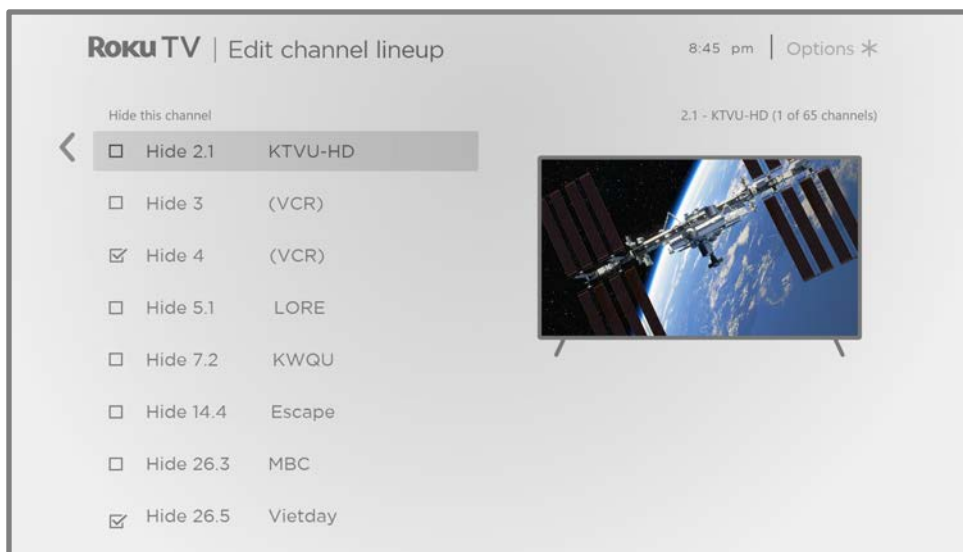 Roku TV | Edit channel lineup
8:45 pm | Options *
Hide this channel
2.1 - KTVU-HD (1 of 65 channels)
Hide 2.1 KTVU-HD
Hide 3 (VCR)
Hide 4 (VCR)
Hide 5.1 LORE
Hide 7.2 KWQU
Hide 14.4 Escape
Hide 26.3 MBC
Hide 26.5 Vietday